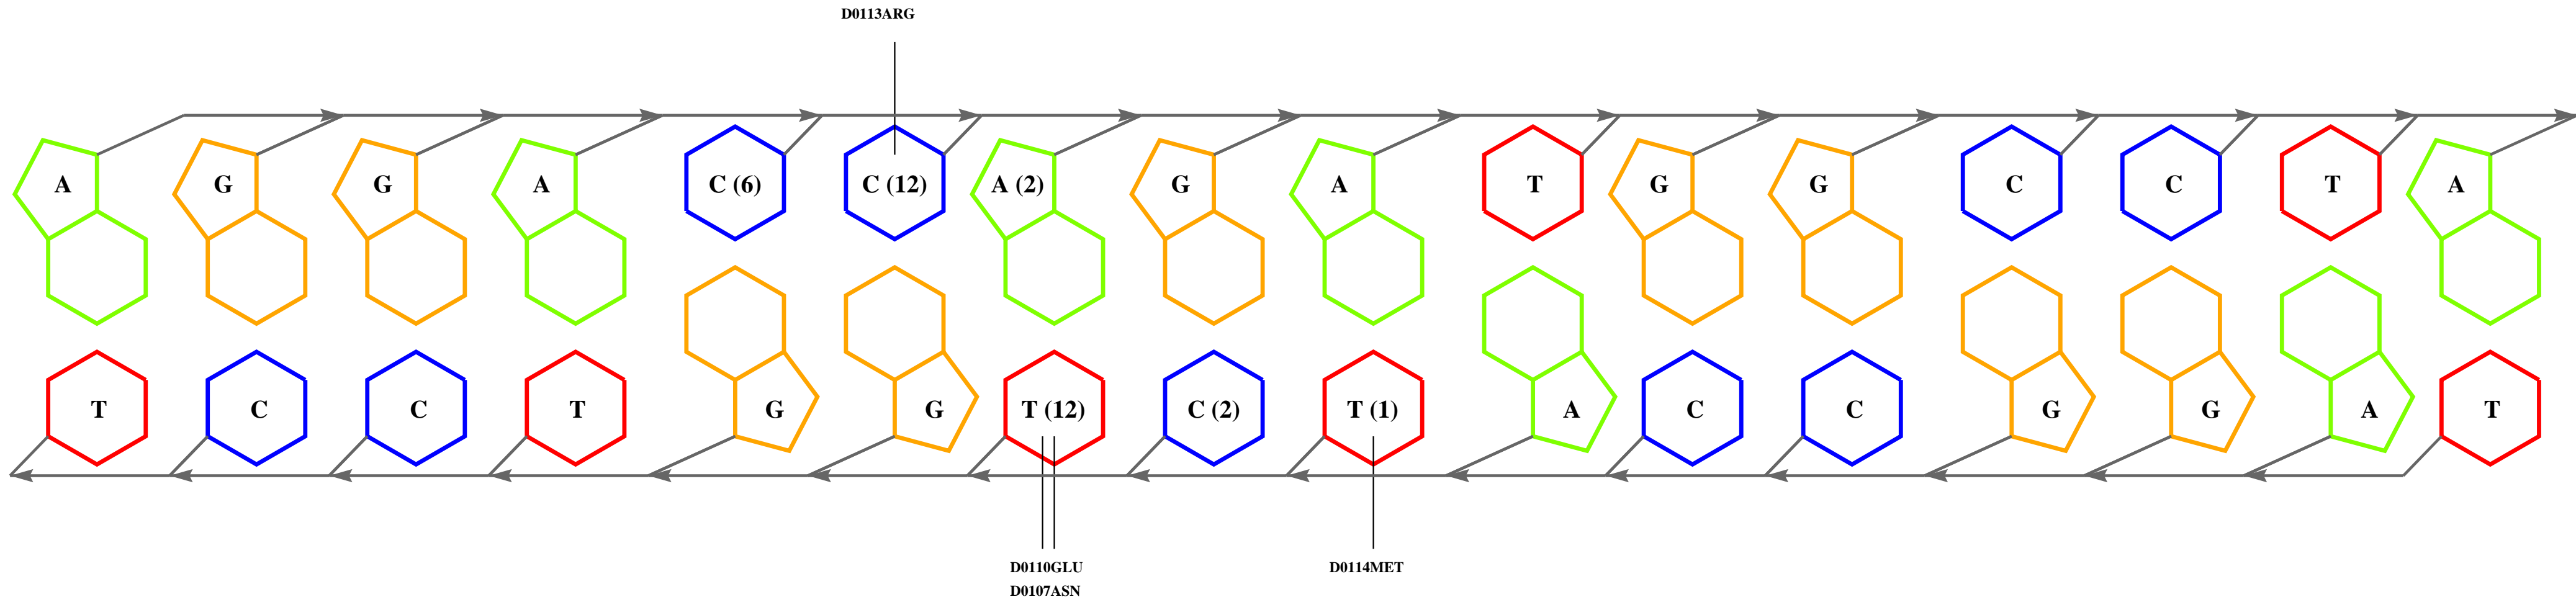 D0113ARG
A G G A C (6) C (12) A (2) G A T G G C C T A
T C C T G G T (12) C (2) T (1) A C C G G A T
D0110GLU D0114MET
D0107ASN